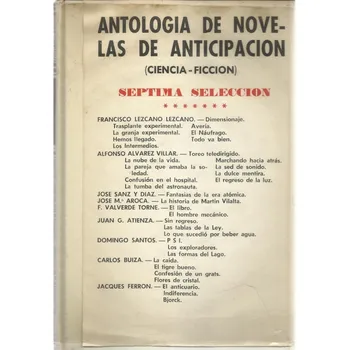 ANTOLOGIA DE NOVE-
LAS DE ANTICIPACION
(CIENCIA-FICCION)
SEPTIMA SELECCION
*******
FRANCISCO LEZCANO LEZCANO. — Dimensionaje.
Trasplante experimental. Avería.
La granja experimental. El Náufrago.
Hemos llegado. Todo va bien.
Los Intermedios.
ALFONSO ALVAREZ VILLAR. — Toreo teledirigido.
La nube de la vida. Marchando hacia atrás.
La pareja que amaba la so- La sed de sonido.
ledad. La dulce mentira.
Confusión en el hospital. El regreso de la luz.
La tumba del astronauta.
JOSE SANZ Y DIAZ. — Fantasías de la era atómica.
JOSE M.ª AROCA. — La historia de Martin Vilalta.
F. VALVERDE TORNE. — El libro.
El hombre mecánico.
JUAN G. ATIENZA. — Sin regreso.
Las tablas de la Ley.
Lo que sucedió por beber agua.
DOMINGO SANTOS. — P S I.
Los exploradores.
Las formas del Lago.
CARLOS BUIZA. — La caída.
El tigre bueno.
Confesión de un grats.
Flores de cristal.
JACQUES FERRON. — El anticuario.
Indiferencia.
Bjorck.